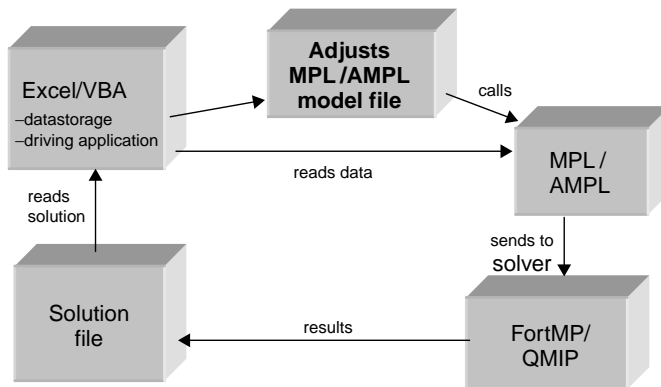 Adjusts
MPL/AMPL
model file
Excel/VBA
–datastorage
–driving application
calls
MPL/
AMPL
reads data
reads
solution
sends to
solver
Solution
file
results
FortMP/
QMIP